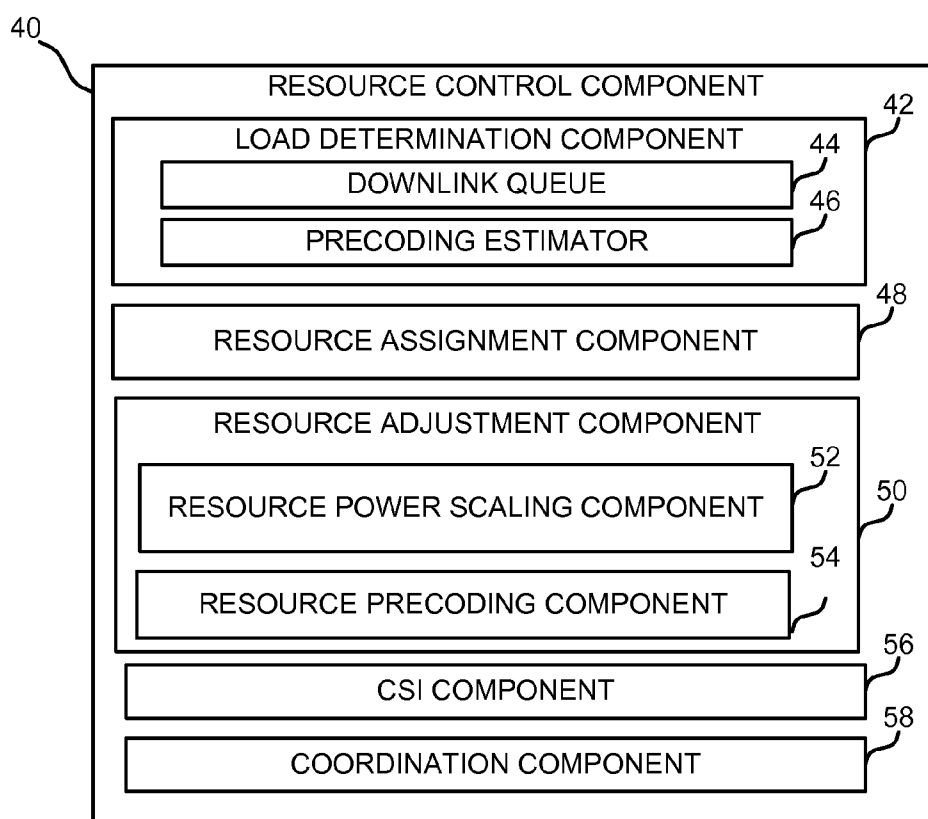 40
RESOURCE CONTROL COMPONENT
42
LOAD DETERMINATION COMPONENT
44
DOWNLINK QUEUE
46
PRECODING ESTIMATOR
48
RESOURCE ASSIGNMENT COMPONENT
RESOURCE ADJUSTMENT COMPONENT
52
50
RESOURCE POWER SCALING COMPONENT
54
RESOURCE PRECODING COMPONENT
56
CSI COMPONENT
58
COORDINATION COMPONENT